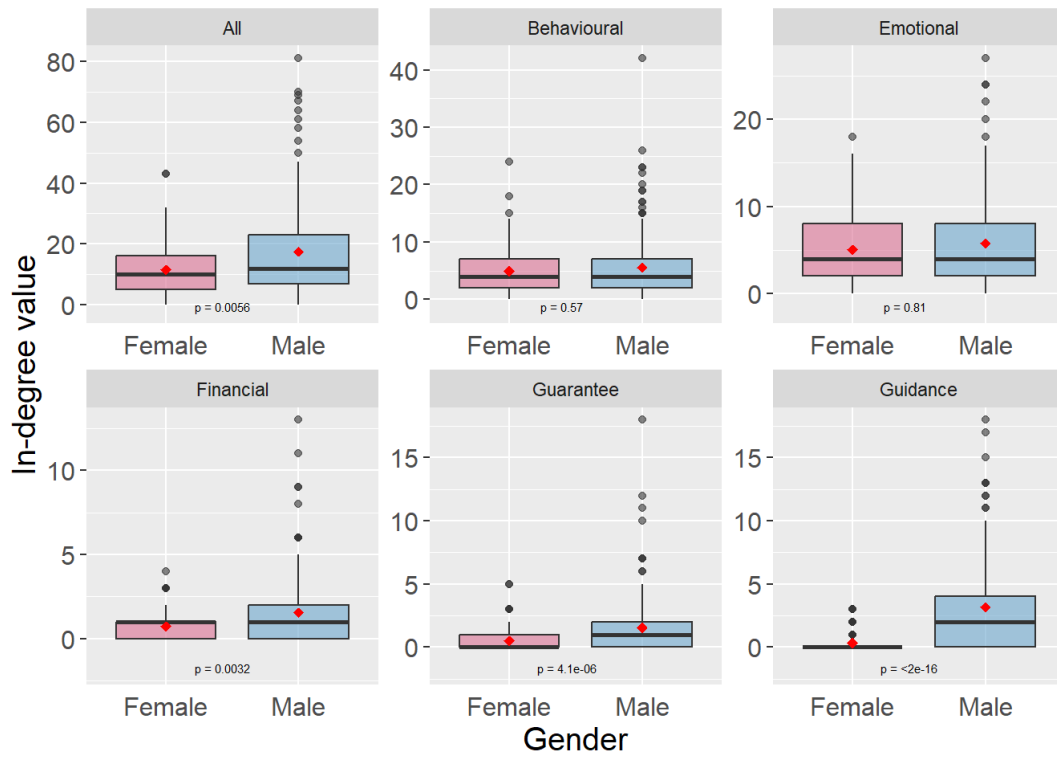 All
Behavioural
Emotional
80
60
40
20
0
p = 0.0056
Female
Male
40
30
20
10
0
p = 0.57
Female
Male
20
10
0
p = 0.81
Female
Male
In-degree value
Financial
Guarantee
Guidance
10
5
0
p = 0.0032
Female
Male
15
10
5
0
p = 4.1e-06
Female
Male
15
10
5
0
p = <2e-16
Female
Male
Gender